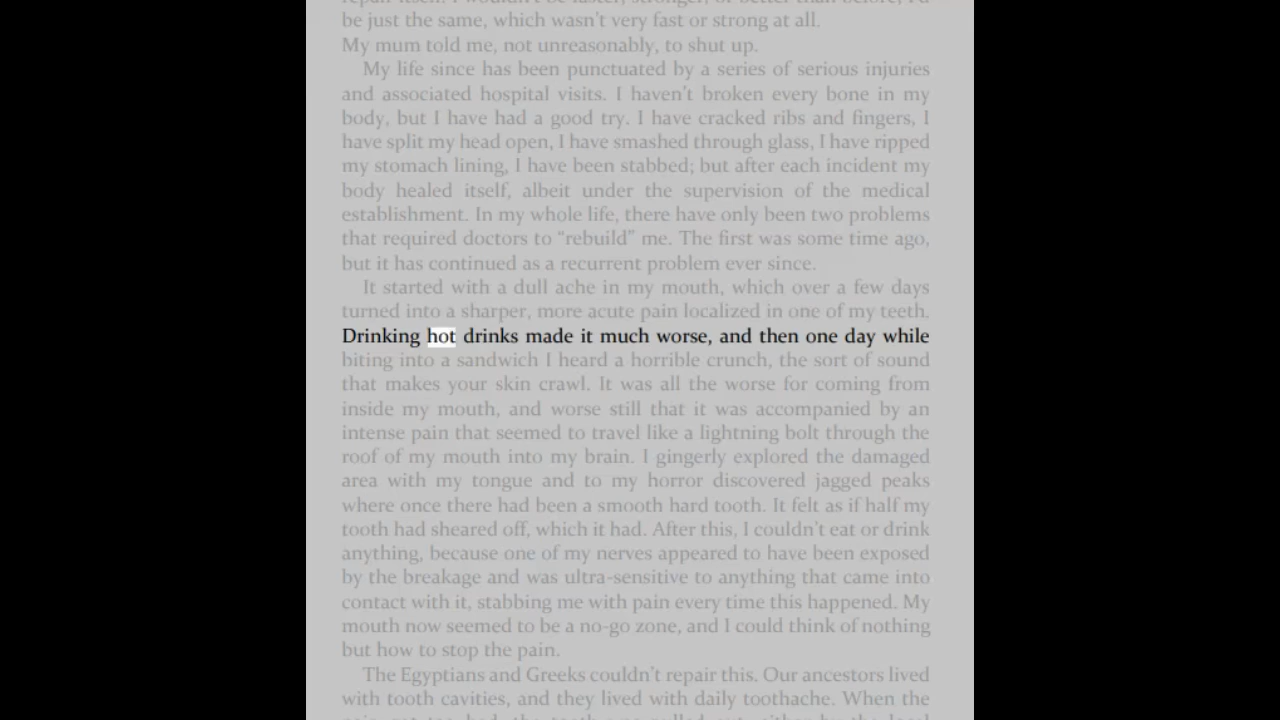 be just the same, which wasn't very fast or strong at all.
My mum told me, not unreasonably, to shut up.
My life since has been punctuated by a series of serious injuries
and associated hospital visits. I haven't broken every bone in my
body, but I have had a good try. I have cracked ribs and fingers, I
have split my head open, I have smashed through glass, I have ripped
my stomach lining, I have been stabbed; but after each incident my
body healed itself, albeit under the supervision of the medical
establishment. In my whole life, there have only been two problems
that required doctors to “rebuild” me. The first was some time ago,
but it has continued as a recurrent problem ever since.
It started with a dull ache in my mouth, which over a few days
turned into a sharper, more acute pain localized in one of my teeth.
Drinking hot drinks made it much worse, and then one day while
biting into a sandwich I heard a horrible crunch, the sort of sound
that makes your skin crawl. It was all the worse for coming from
inside my mouth, and worse still that it was accompanied by an
intense pain that seemed to travel like a lightning bolt through the
roof of my mouth into my brain. I gingerly explored the damaged
area with my tongue and to my horror discovered jagged peaks
where once there had been a smooth hard tooth. It felt as if half my
tooth had sheared off, which it had. After this, I couldn't eat or drink
anything, because one of my nerves appeared to have been exposed
by the breakage and was ultra-sensitive to anything that came into
contact with it, stabbing me with pain every time this happened. My
mouth now seemed to be a no-go zone, and I could think of nothing
but how to stop the pain.
The Egyptians and Greeks couldn't repair this. Our ancestors lived
with tooth cavities, and they lived with daily toothache. When the